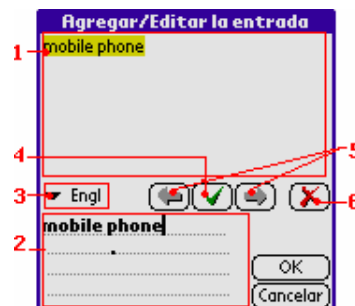 Agregar/Editar la entrada
1 mobile phone
4
5
3 Engl
6
2 mobile phone
OK
Cancelar